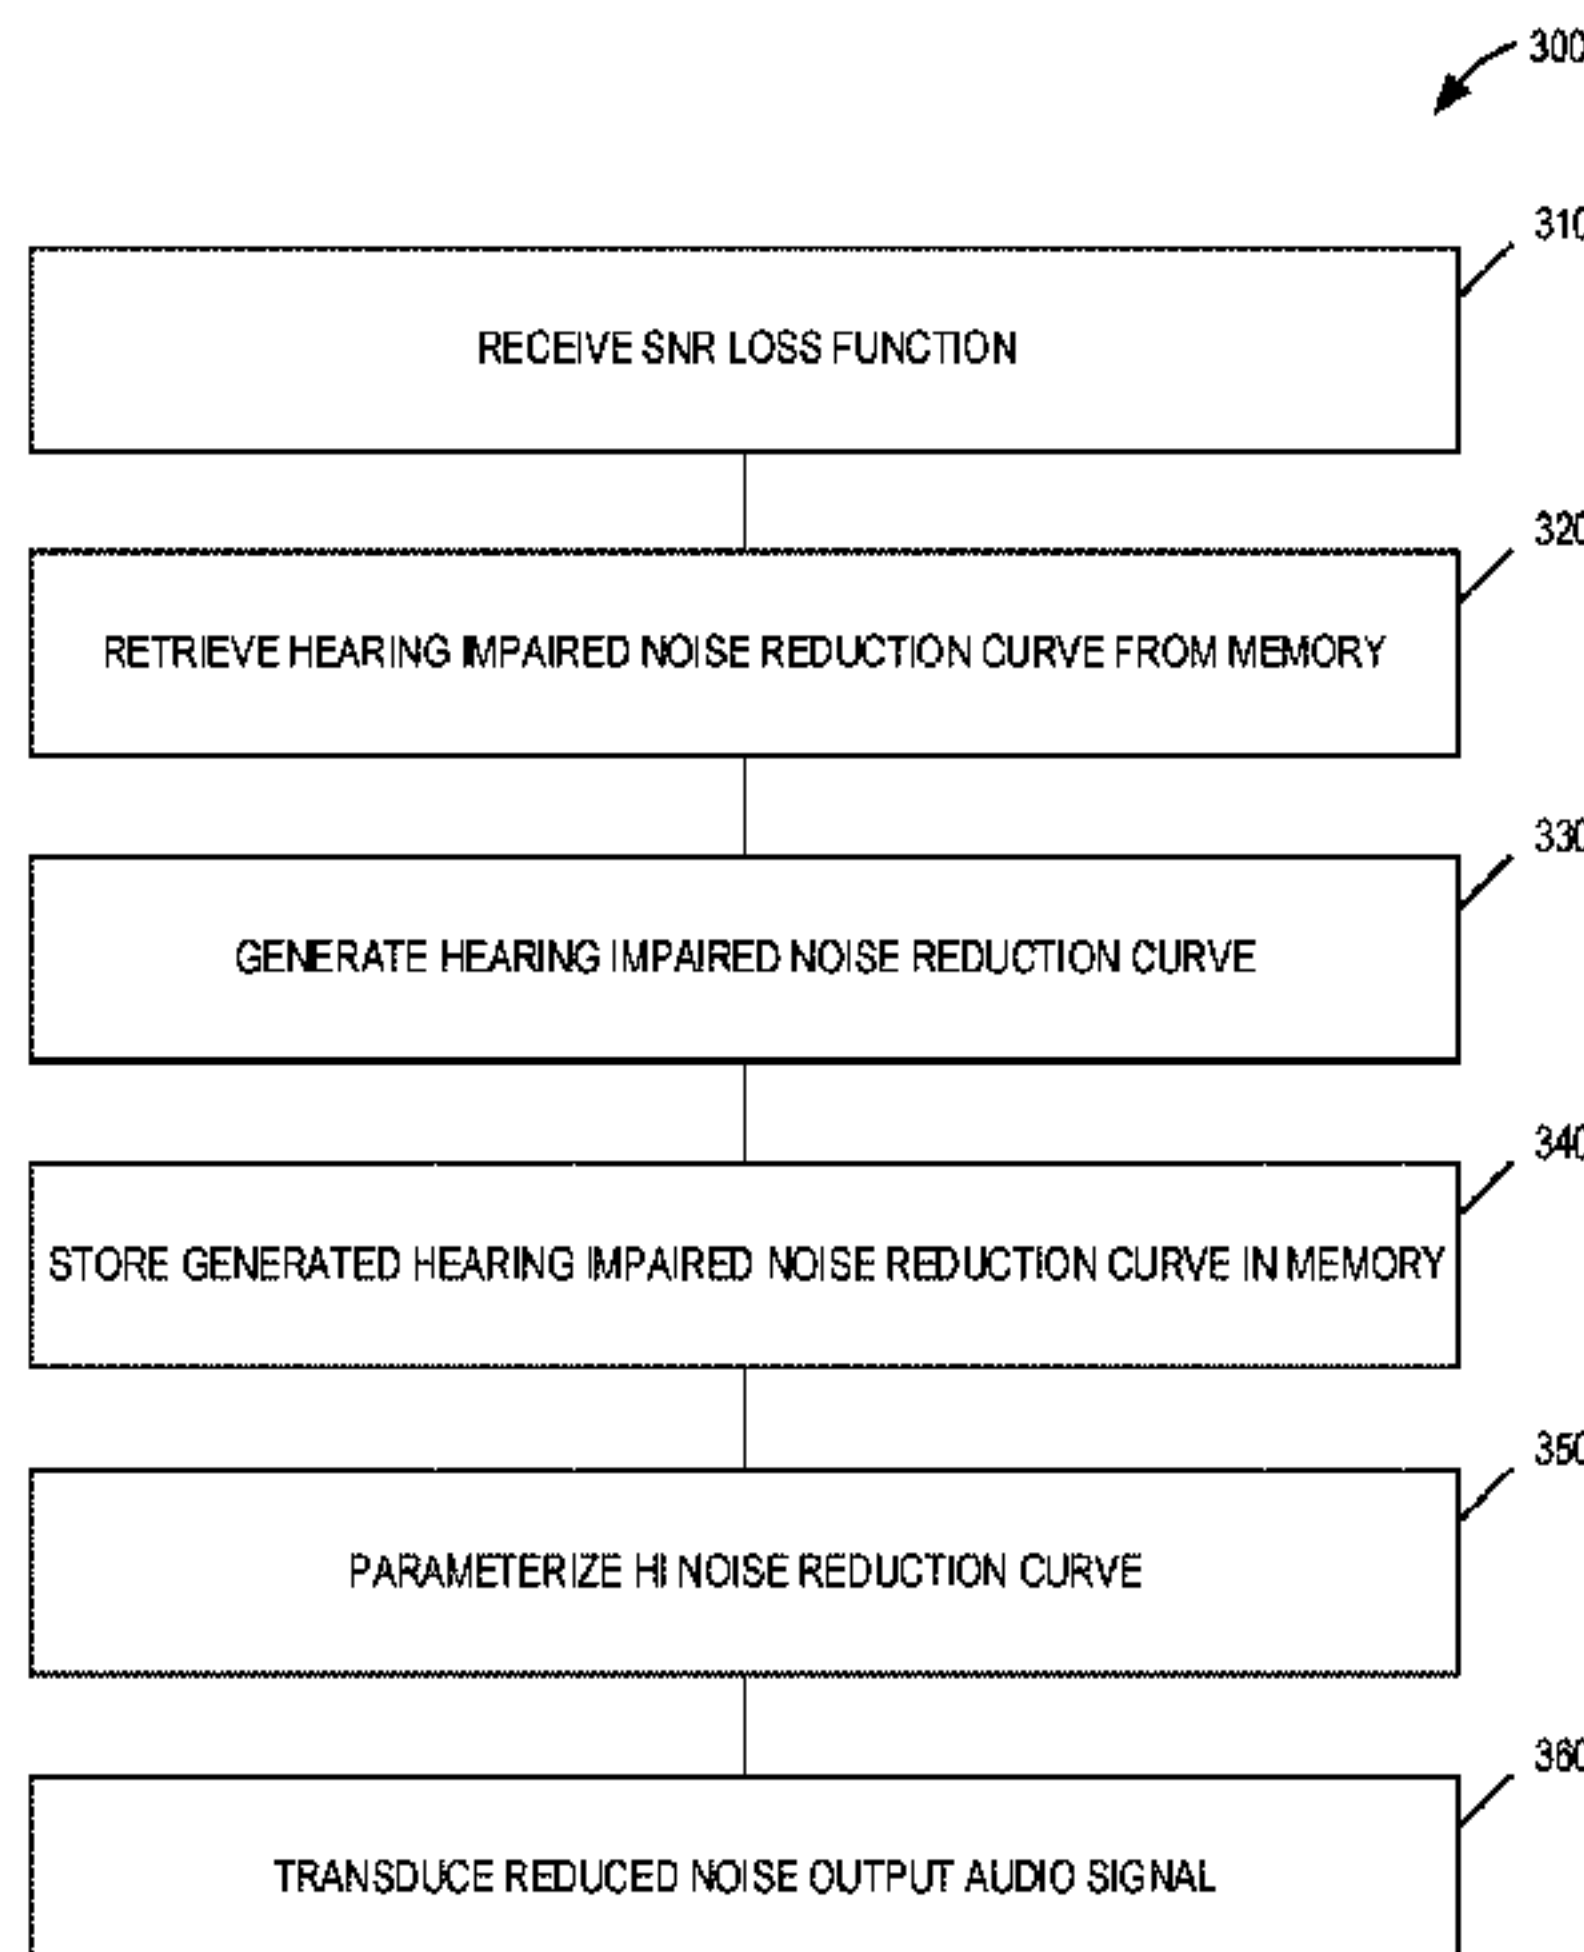 300
310
RECEIVE SNR LOSS FUNCTION
320
RETRIEVE HEARING IMPAIRED NOISE REDUCTION CURVE FROM MEMORY
330
GENERATE HEARING IMPAIRED NOISE REDUCTION CURVE
340
STORE GENERATED HEARING IMPAIRED NOISE REDUCTION CURVE IN MEMORY
350
PARAMETERIZE HI NOISE REDUCTION CURVE
360
TRANSDUCE REDUCED NOISE OUTPUT AUDIO SIGNAL